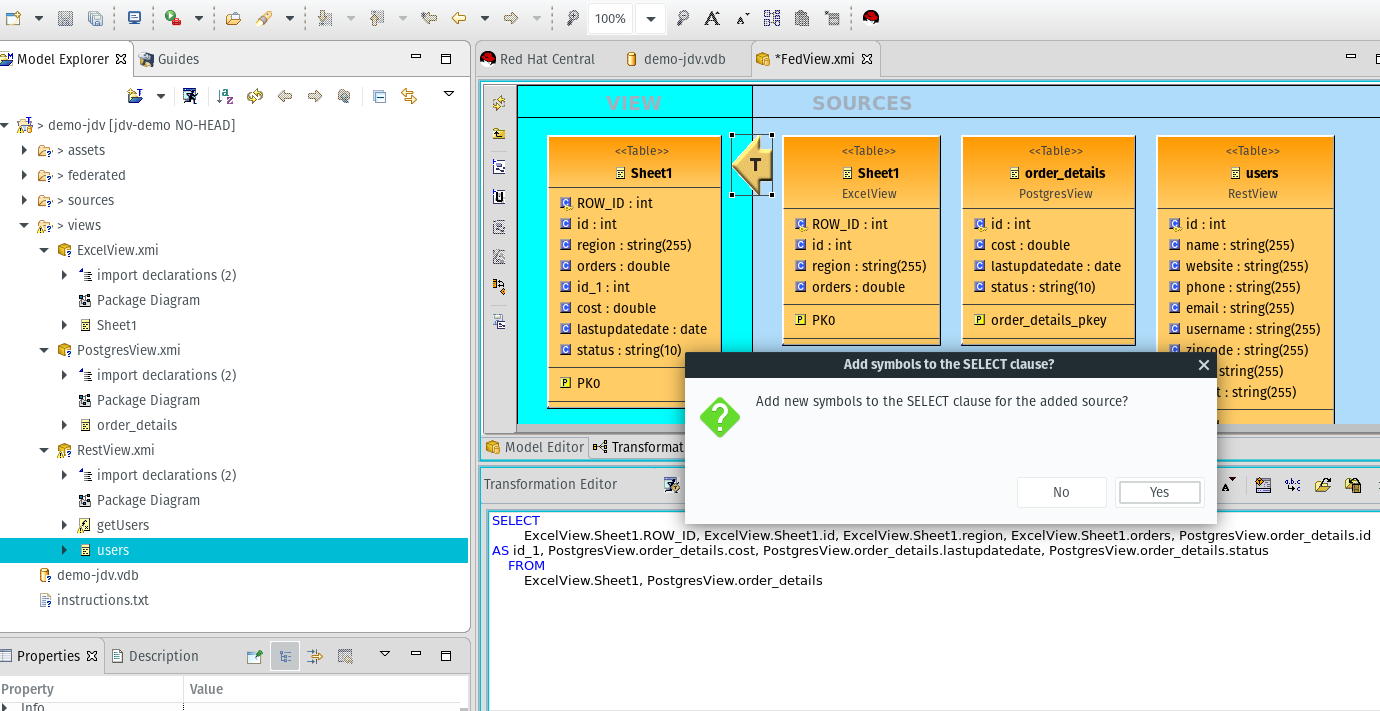 100%
Model Explorer
Guides
> demo-jdv [jdv-demo NO-HEAD]
> assets
> federated
> sources
> views
ExcelView.xmi
import declarations (2)
Package Diagram
Sheet1
PostgresView.xmi
import declarations (2)
Package Diagram
order_details
RestView.xmi
import declarations (2)
Package Diagram
getUsers
users
demo-jdv.vdb
instructions.txt
Properties
Description
Property
Value
Info
Red Hat Central
demo-jdv.vdb
*FedView.xmi
VIEW
SOURCES
<<Table>>
Sheet1
ROW_ID : int
id : int
region : string(255)
orders : double
id_1 : int
cost : double
lastupdatedate : date
status : string(10)
PK0
T
<<Table>>
Sheet1
ExcelView
ROW_ID : int
id : int
region : string(255)
orders : double
PK0
<<Table>>
order_details
PostgresView
id : int
cost : double
lastupdatedate : date
status : string(10)
order_details_pkey
<<Table>>
users
RestView
id : int
name : string(255)
website : string(255)
phone : string(255)
email : string(255)
username : string(255)
zipcode : string(255)
string(255)
t : string(255)
Add symbols to the SELECT clause?
Add new symbols to the SELECT clause for the added source?
No
Yes
Model Editor
Transformat
Transformation Editor
SELECT
ExcelView.Sheet1.ROW_ID, ExcelView.Sheet1.id, ExcelView.Sheet1.region, ExcelView.Sheet1.orders, PostgresView.order_details.id
AS id_1, PostgresView.order_details.cost, PostgresView.order_details.lastupdatedate, PostgresView.order_details.status
FROM
ExcelView.Sheet1, PostgresView.order_details